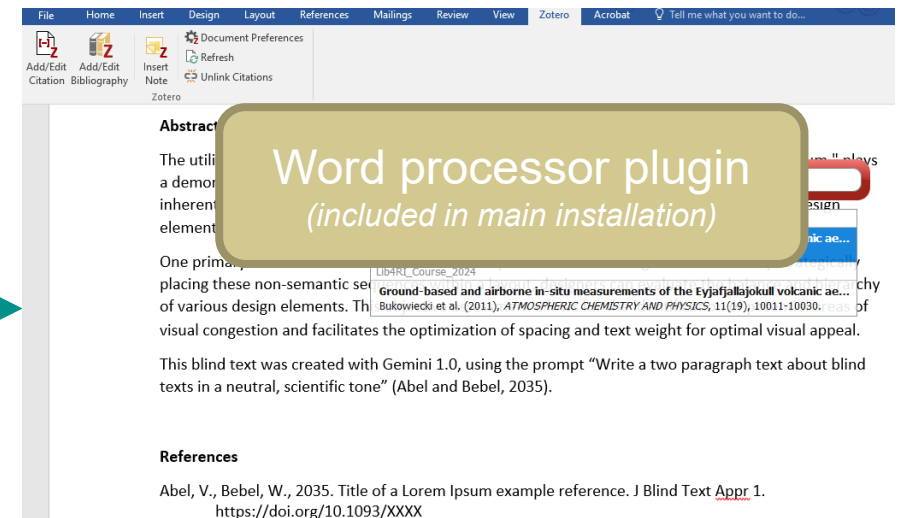 File Home Insert Design Layout References Mailings Review View Zotero Acrobat Tell me what you want to do...
Add/Edit Citation
Add/Edit Bibliography
Insert Note
Document Preferences
Refresh
Unlink Citations
Zotero
Word processor plugin
(included in main installation)
Abstract
The plays
a
inherent design
element
nic ae...
One
Lib4RI_Course_2024
placing these non-semantic
Ground-based and airborne in-situ measurements of the Eyjafjallajokull volcanic ae...
of various design elements.
Bukowiecki et al. (2011), ATMOSPHERIC CHEMISTRY AND PHYSICS, 11(19), 10011-10030.
of
visual congestion and facilitates the optimization of spacing and text weight for optimal visual appeal.
This blind text was created with Gemini 1.0, using the prompt “Write a two paragraph text about blind
texts in a neutral, scientific tone” (Abel and Bebel, 2035).
References
Abel, V., Bebel, W., 2035. Title of a Lorem Ipsum example reference. J Blind Text Appr 1.
https://doi.org/10.1093/XXXX